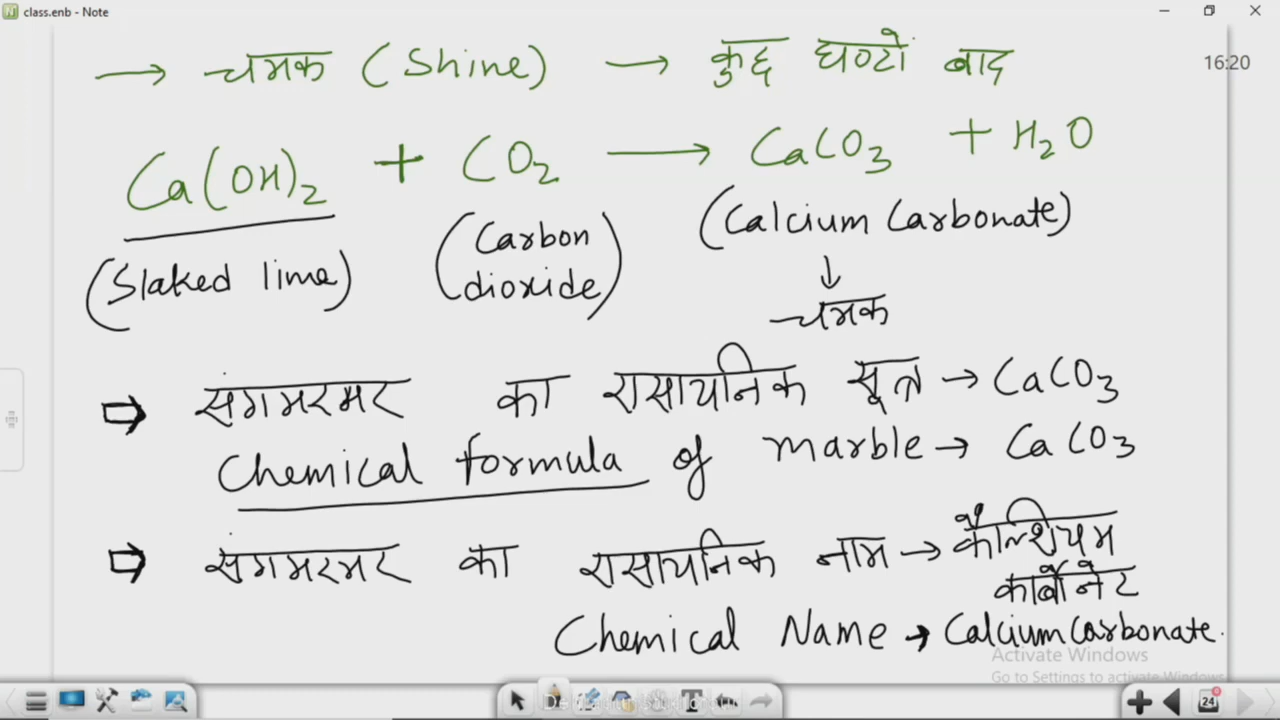 class.enb - Note
→ चमक (Shine) → कुछ घण्टों बाद
16:20
Ca(OH)2 + CO2 → CaCO3 + H2O
(Slaked lime) (Carbon dioxide) (Calcium Carbonate)
↓
चमक
⇒ संगमरमर का रासायनिक सूत्र → CaCO3
Chemical formula of marble → CaCO3
⇒ संगमरमर का रासायनिक नाम → कैल्शियम कार्बोनेट
Chemical Name → Calcium Carbonate.
Activate Windows
Go to Settings to activate Windows
24